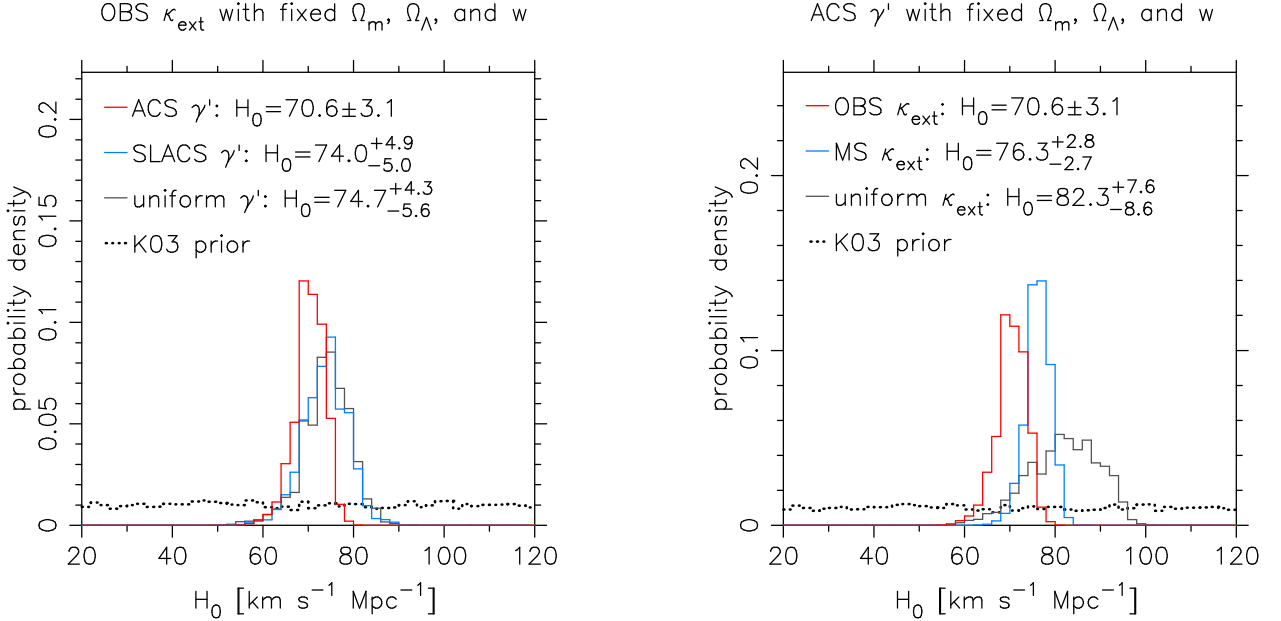 OBS κext with fixed Ωm, ΩΛ, and w
ACS γ': H0=70.6±3.1
SLACS γ': H0=74.0+4.9−5.0
uniform γ': H0=74.7+4.3−5.6
K03 prior
probability density
0.2
0.15
0.1
0.05
0
20 40 60 80 100 120
H0 [km s−1 Mpc−1]
ACS γ' with fixed Ωm, ΩΛ, and w
OBS κext: H0=70.6±3.1
MS κext: H0=76.3+2.8−2.7
uniform κext: H0=82.3+7.6−8.6
K03 prior
probability density
0.2
0.1
0
20 40 60 80 100 120
H0 [km s−1 Mpc−1]